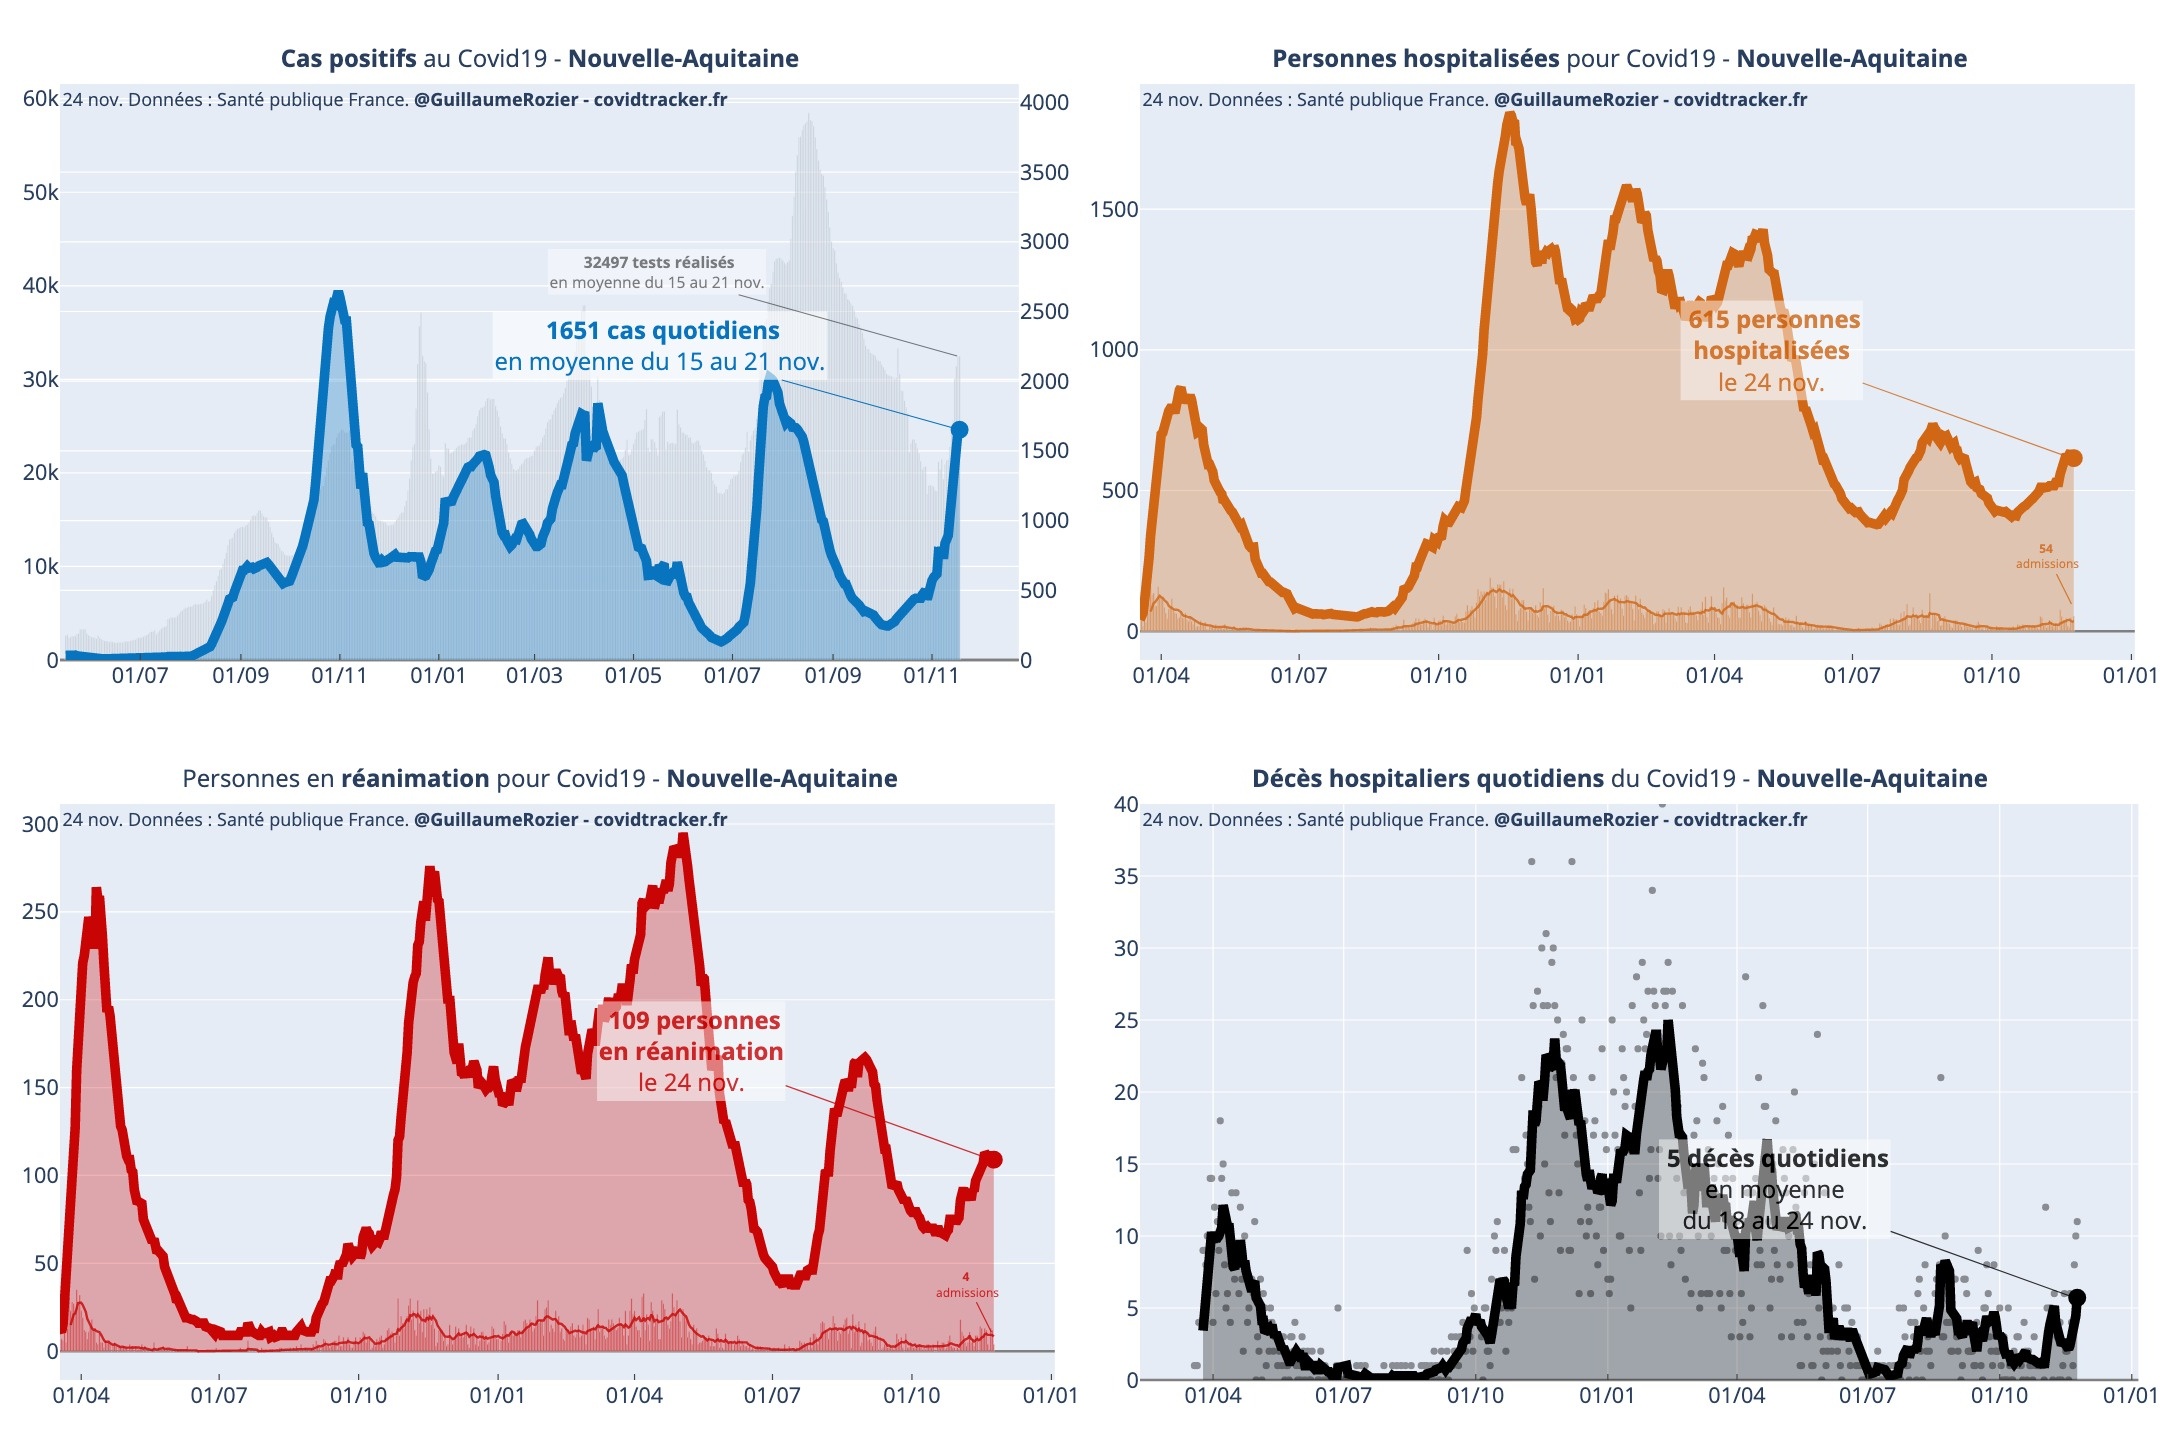 Cas positifs au Covid19 - Nouvelle-Aquitaine
24 nov. Données : Santé publique France. @GuillaumeRozier - covidtracker.fr
60k
50k
40k
30k
20k
10k
0
4000
3500
3000
2500
2000
1500
1000
500
0
32497 tests réalisés
en moyenne du 15 au 21 nov.
1651 cas quotidiens
en moyenne du 15 au 21 nov.
01/07 01/09 01/11 01/01 01/03 01/05 01/07 01/09 01/11
Personnes hospitalisées pour Covid19 - Nouvelle-Aquitaine
24 nov. Données : Santé publique France. @GuillaumeRozier - covidtracker.fr
1500
1000
500
0
615 personnes
hospitalisées
le 24 nov.
54
admissions
01/04 01/07 01/10 01/01 01/04 01/07 01/10 01/01
Personnes en réanimation pour Covid19 - Nouvelle-Aquitaine
24 nov. Données : Santé publique France. @GuillaumeRozier - covidtracker.fr
300
250
200
150
100
50
0
109 personnes
en réanimation
le 24 nov.
4
admissions
01/04 01/07 01/10 01/01 01/04 01/07 01/10 01/01
Décès hospitaliers quotidiens du Covid19 - Nouvelle-Aquitaine
24 nov. Données : Santé publique France. @GuillaumeRozier - covidtracker.fr
40
35
30
25
20
15
10
5
0
5 décès quotidiens
en moyenne
du 18 au 24 nov.
01/04 01/07 01/10 01/01 01/04 01/07 01/10 01/01